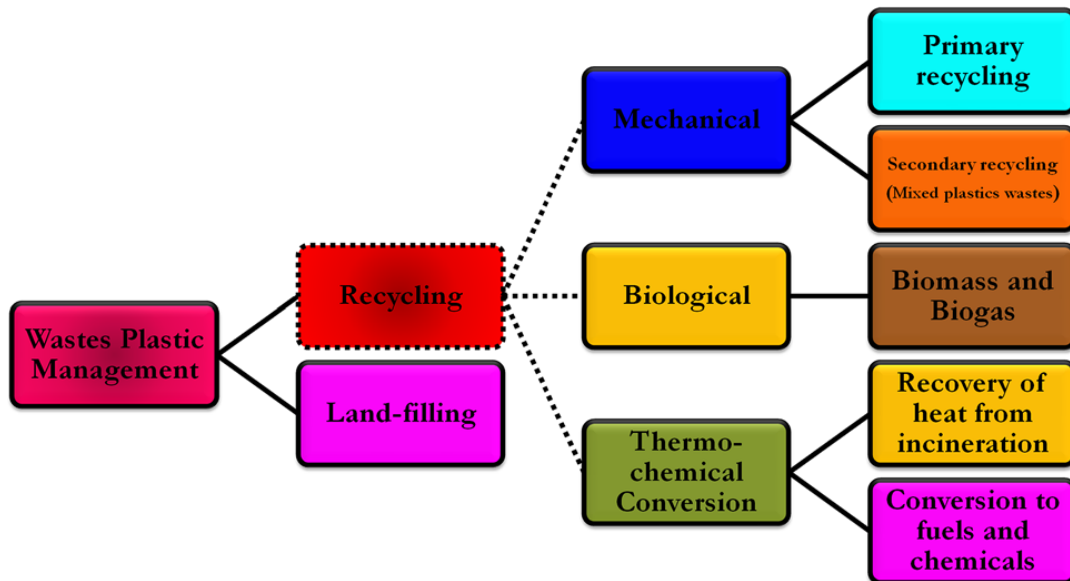 Wastes Plastic
Management
Recycling
Land-filling
Mechanical
Biological
Thermo-
chemical
Conversion
Primary
recycling
Secondary recycling
(Mixed plastics wastes)
Biomass and
Biogas
Recovery of
heat from
incineration
Conversion to
fuels and
chemicals